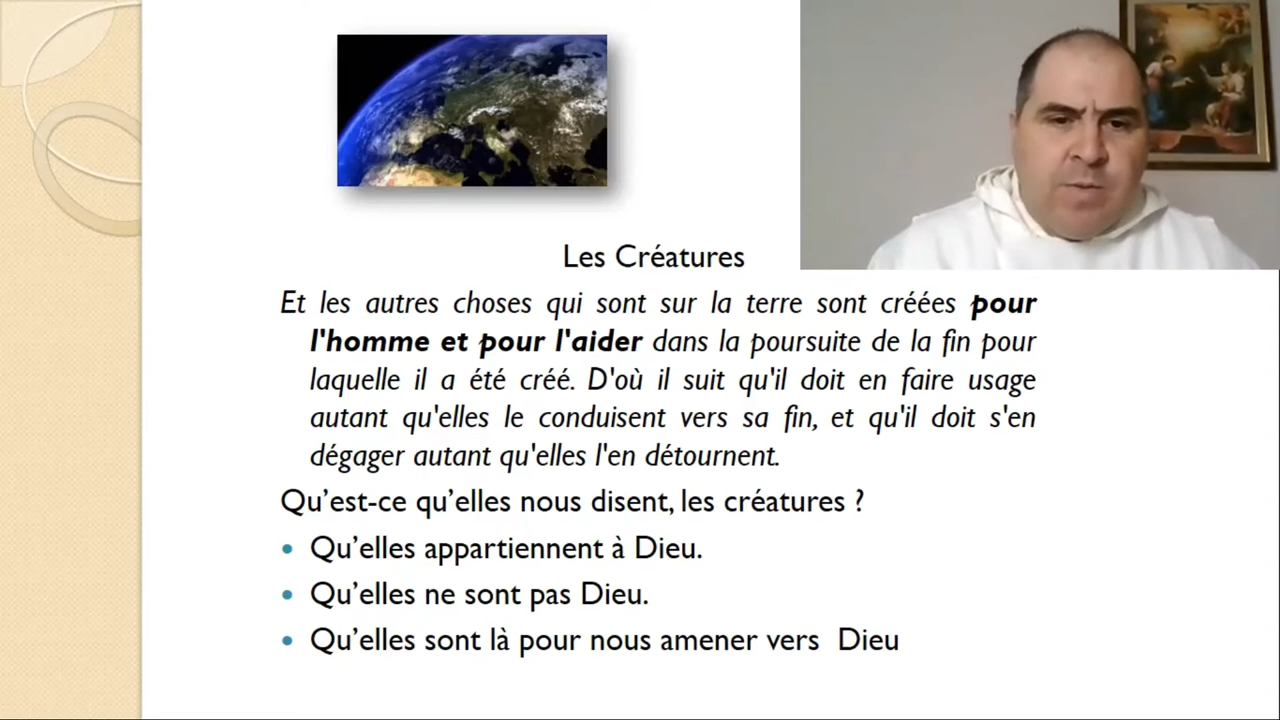 Les Créatures
Et les autres choses qui sont sur la terre sont créées pour
l'homme et pour l'aider dans la poursuite de la fin pour
laquelle il a été créé. D'où il suit qu'il doit en faire usage
autant qu'elles le conduisent vers sa fin, et qu'il doit s'en
dégager autant qu'elles l'en détournent.
Qu’est-ce qu’elles nous disent, les créatures ?
• Qu’elles appartiennent à Dieu.
• Qu’elles ne sont pas Dieu.
• Qu’elles sont là pour nous amener vers  Dieu